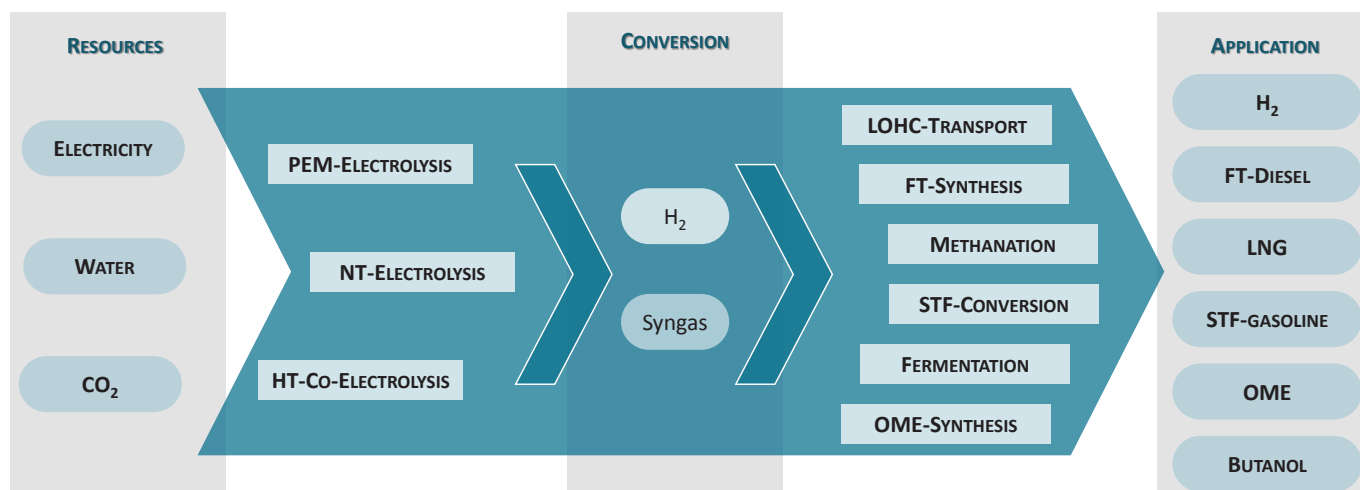 RESOURCES
ELECTRICITY
WATER
CO₂
PEM-ELECTROLYSIS
NT-ELECTROLYSIS
HT-CO-ELECTROLYSIS
CONVERSION
H₂
Syngas
LOHC-TRANSPORT
FT-SYNTHESIS
METHANATION
STF-CONVERSION
FERMENTATION
OME-SYNTHESIS
APPLICATION
H₂
FT-DIESEL
LNG
STF-GASOLINE
OME
BUTANOL